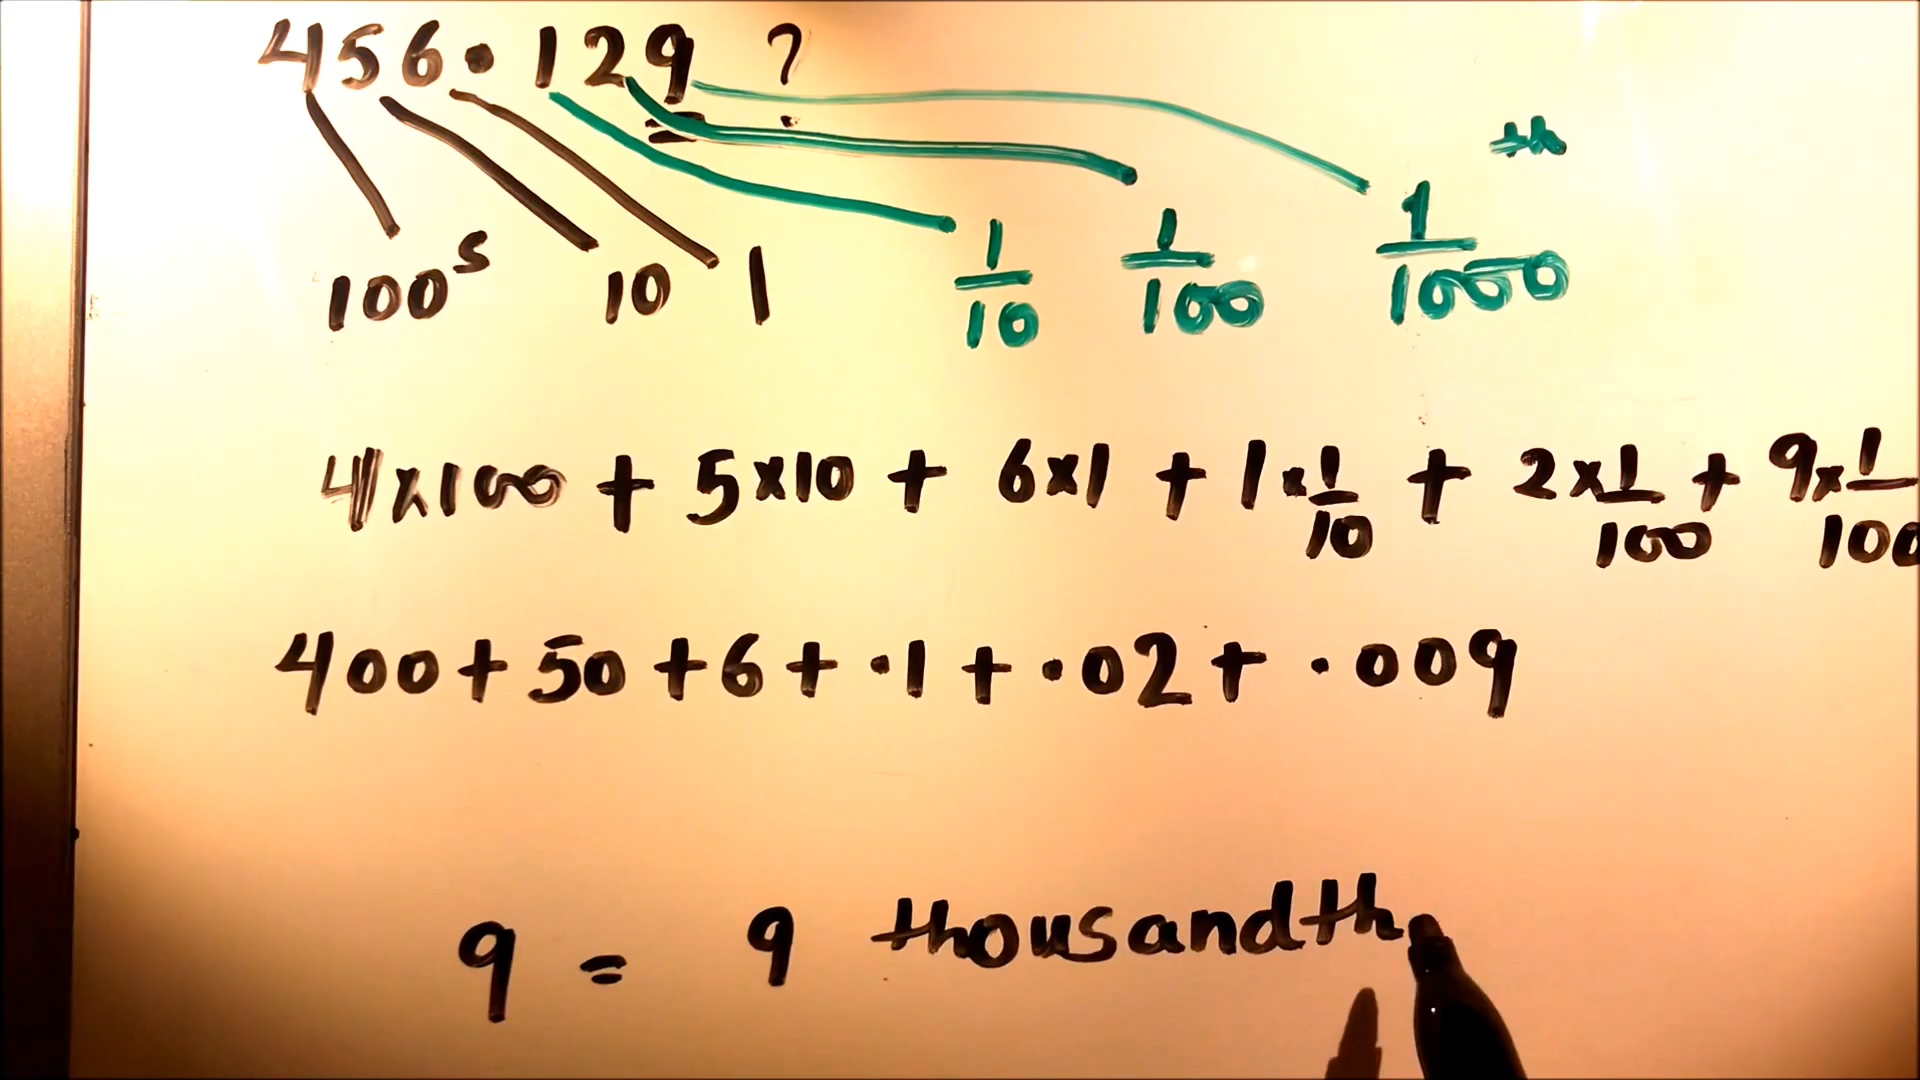 456.129 ?
th
100s 10 1 1/10 1/100 1/1000
4x100 + 5x10 + 6x1 + 1x1/10 + 2x1/100 + 9x1/100
400+50+6+.1+.02+.009
9 = 9 thousandth